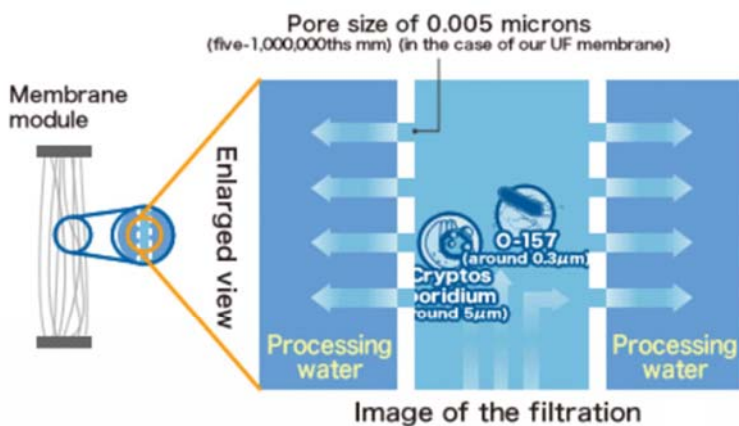 Pore size of 0.005 microns
(five-1,000,000ths mm) (in the case of our UF membrane)
Membrane
module
Enlarged view
O-157
(around 0.3μm)
Cryptos
poridium
(around 5μm)
Processing
water
Processing
water
Image of the filtration